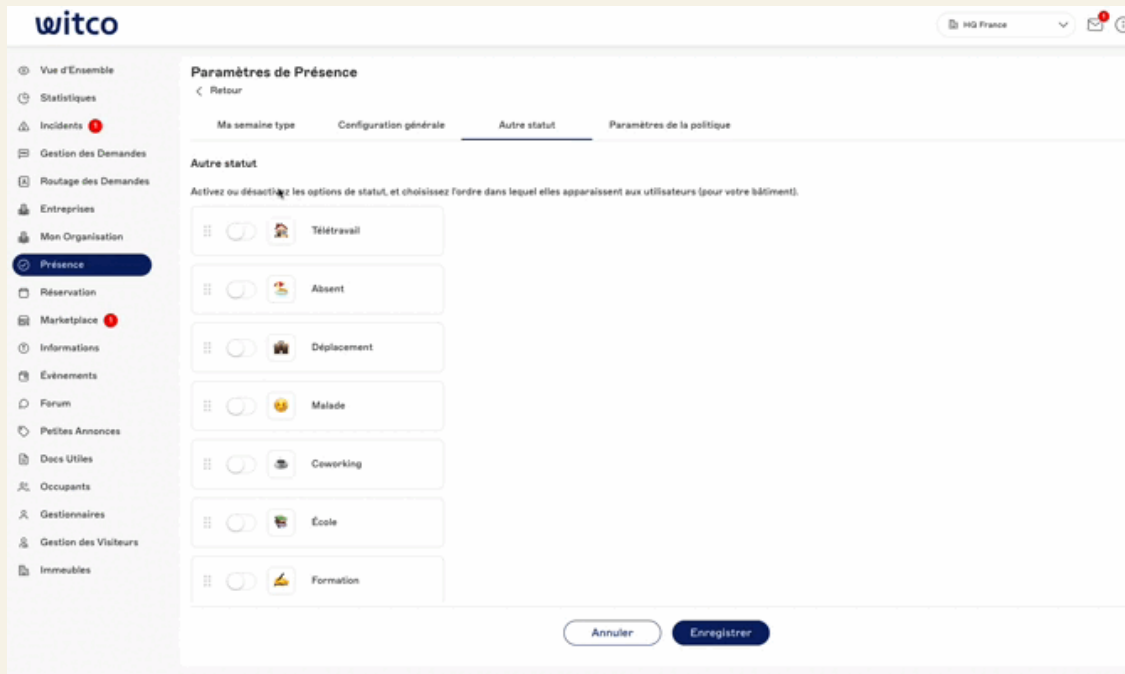 witco
HQ France
1
Vue d'Ensemble
Statistiques
Incidents 1
Gestion des Demandes
Routage des Demandes
Entreprises
Mon Organisation
Présence
Réservation
Marketplace 1
Informations
Évènements
Forum
Petites Annonces
Docs Utiles
Occupants
Gestionnaires
Gestion des Visiteurs
Immeubles
Paramètres de Présence
Retour
Ma semaine type Configuration générale Autre statut Paramètres de la politique
Autre statut
Activez ou désactivez les options de statut, et choisissez l'ordre dans lequel elles apparaissent aux utilisateurs (pour votre bâtiment).
Télétravail
Absent
Déplacement
Malade
Coworking
École
Formation
Annuler Enregistrer